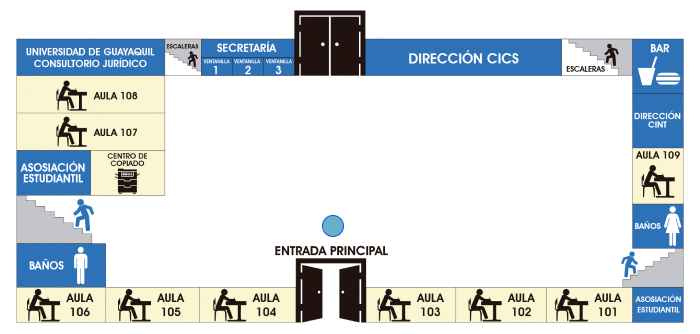 UNIVERSIDAD DE GUAYAQUIL
CONSULTORIO JURÍDICO
ESCALERAS
SECRETARÍA
VENTANILLA
1
VENTANILLA
2
VENTANILLA
3
DIRECCIÓN CICS
ESCALERAS
BAR
AULA 108
AULA 107
DIRECCIÓN
CINT
ASOSIACIÓN
ESTUDIANTIL
CENTRO DE
COPIADO
AULA 109
BAÑOS
ENTRADA PRINCIPAL
BAÑOS
AULA
106
AULA
105
AULA
104
AULA
103
AULA
102
AULA
101
ASOSIACIÓN
ESTUDIANTIL